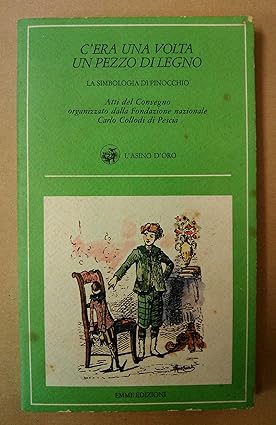 C'ERA UNA VOLTA
UN PEZZO DI LEGNO
LA SIMBOLOGIA DI PINOCCHIO
Atti del Convegno
organizzato dalla Fondazione nazionale
Carlo Collodi di Pescia
L'ASINO D'ORO
EMME EDIZIONI